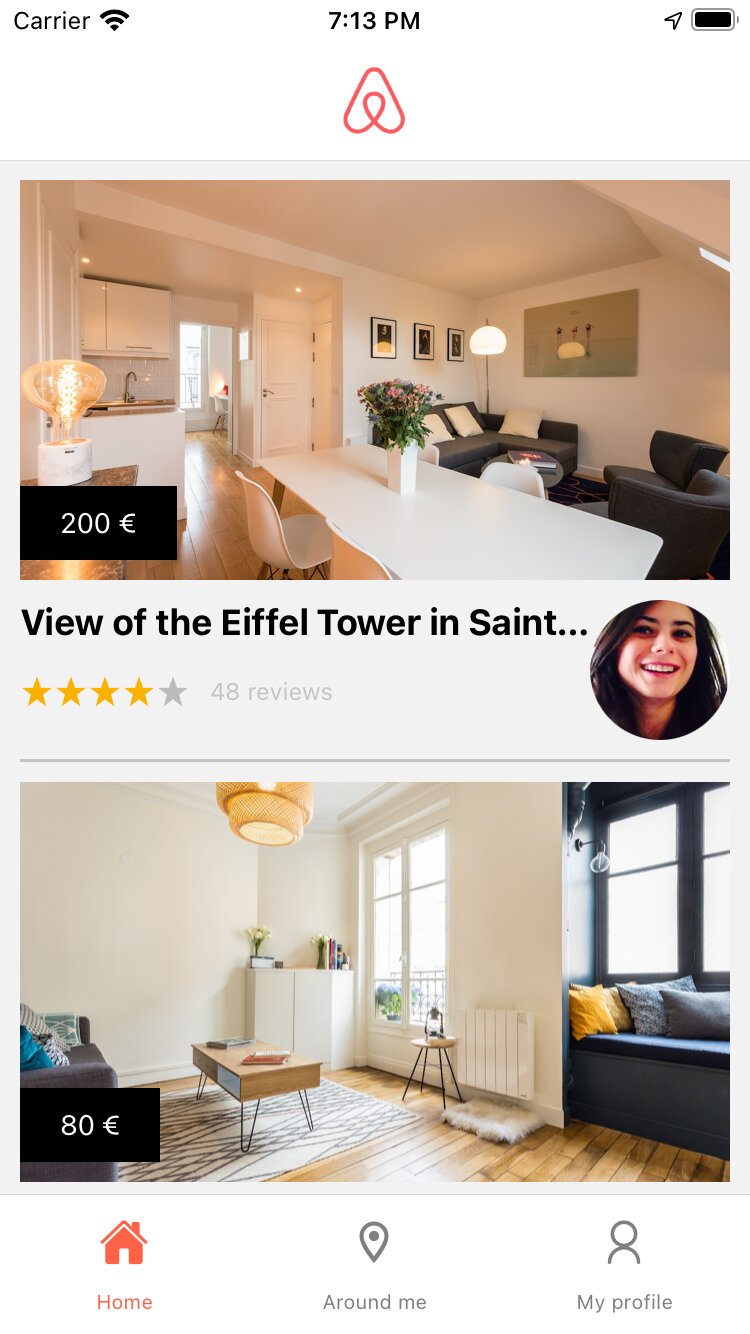 Carrier 7:13 PM
200 €
View of the Eiffel Tower in Saint...
48 reviews
80 €
Home Around me My profile